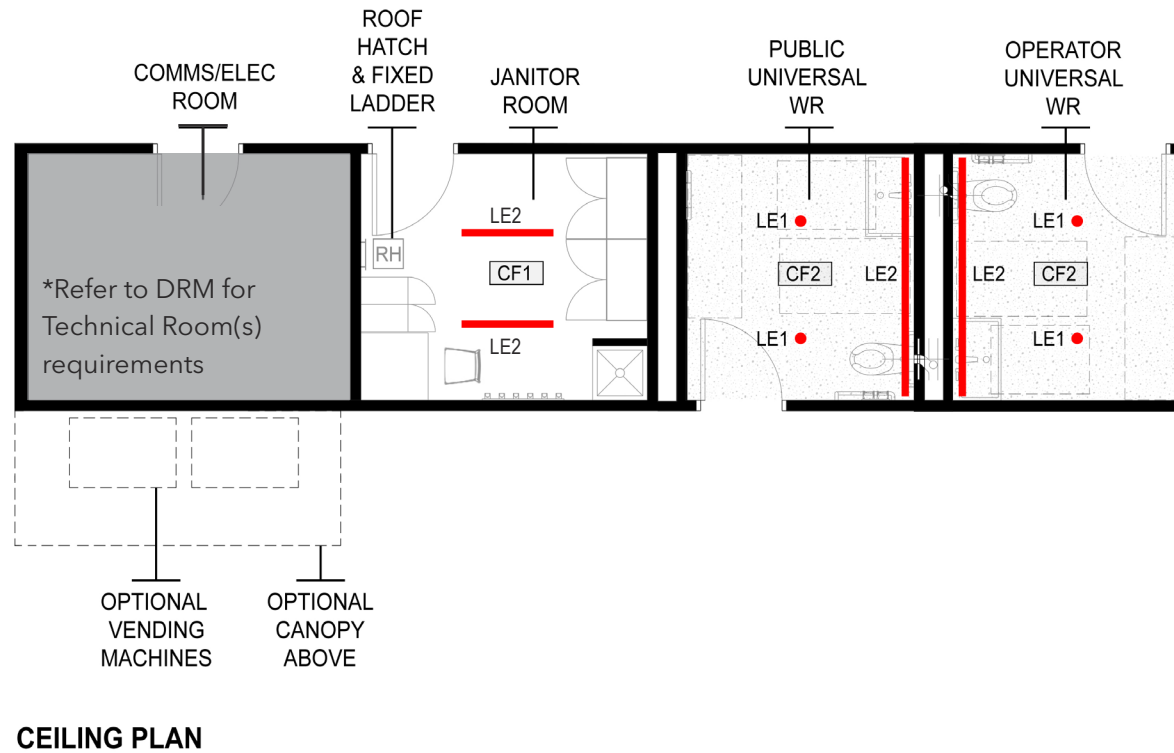 ROOF
HATCH
& FIXED
LADDER
COMMS/ELEC
ROOM
JANITOR
ROOM
PUBLIC
UNIVERSAL
WR
OPERATOR
UNIVERSAL
WR
*Refer to DRM for
Technical Room(s)
requirements
RH
LE2
CF1
LE2
LE1
CF2
LE2
LE1
LE1
LE2
CF2
LE1
OPTIONAL
VENDING
MACHINES
OPTIONAL
CANOPY
ABOVE
CEILING PLAN